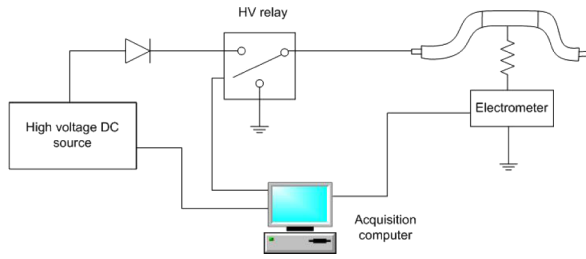 HV relay
High voltage DC
source
Electrometer
Acquisition
computer